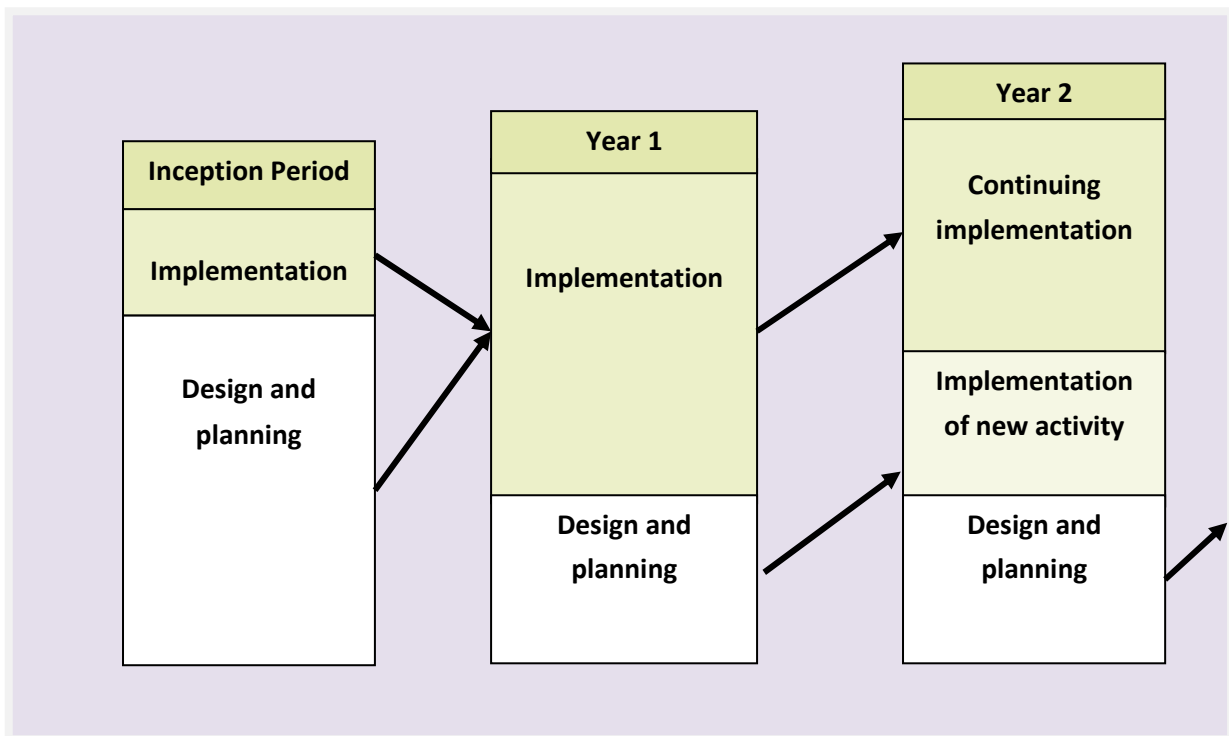 Inception Period
Implementation
Design and
planning
Year 1
Implementation
Design and
planning
Year 2
Continuing
implementation
Implementation
of new activity
Design and
planning